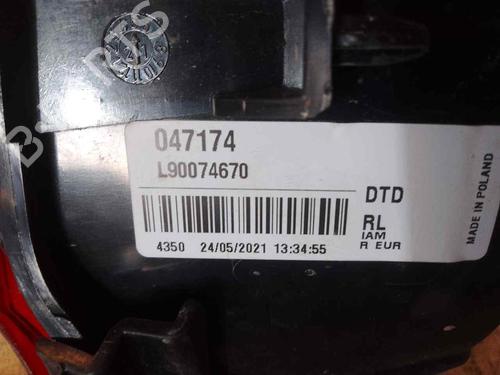 047174
L90074670
DTD
RL
IAM
R EUR
4350 24/05/2021 13:34:55
MADE IN POLAND